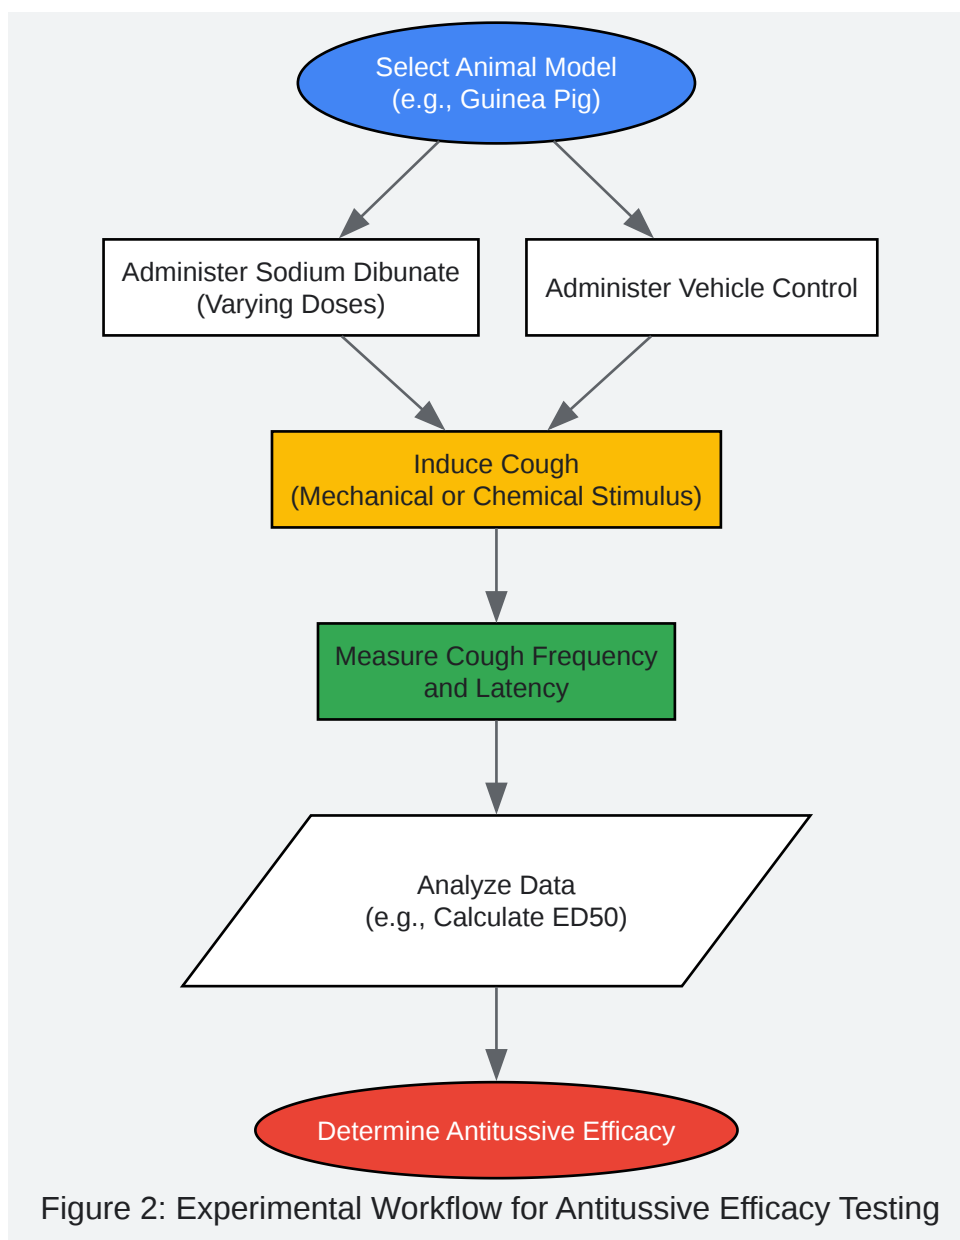 Select Animal Model
(e.g., Guinea Pig)
Administer Sodium Dibunate
(Varying Doses)
Administer Vehicle Control
Induce Cough
(Mechanical or Chemical Stimulus)
Measure Cough Frequency
and Latency
Analyze Data
(e.g., Calculate ED50)
Determine Antitussive Efficacy
Figure 2: Experimental Workflow for Antitussive Efficacy Testing